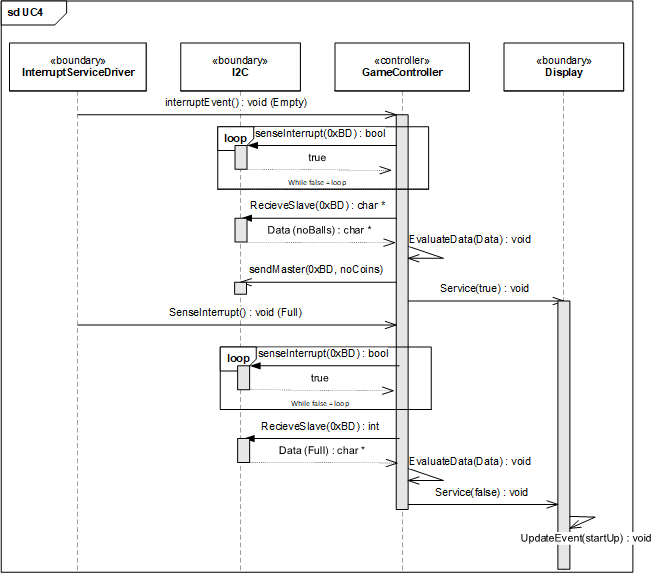 sd UC4
«boundary»
InterruptServiceDriver
«boundary»
I2C
«controller»
GameController
«boundary»
Display
interruptEvent() : void (Empty)
loop
senseInterrupt(0xBD) : bool
true
While false = loop
RecieveSlave(0xBD) : char *
Data (noBalls) : char *
EvaluateData(Data) : void
sendMaster(0xBD, noCoins)
Service(true) : void
SenseInterrupt() : void (Full)
loop
senseInterrupt(0xBD) : bool
true
While false = loop
RecieveSlave(0xBD) : int
Data (Full) : char *
EvaluateData(Data) : void
Service(false) : void
UpdateEvent(startUp) : void